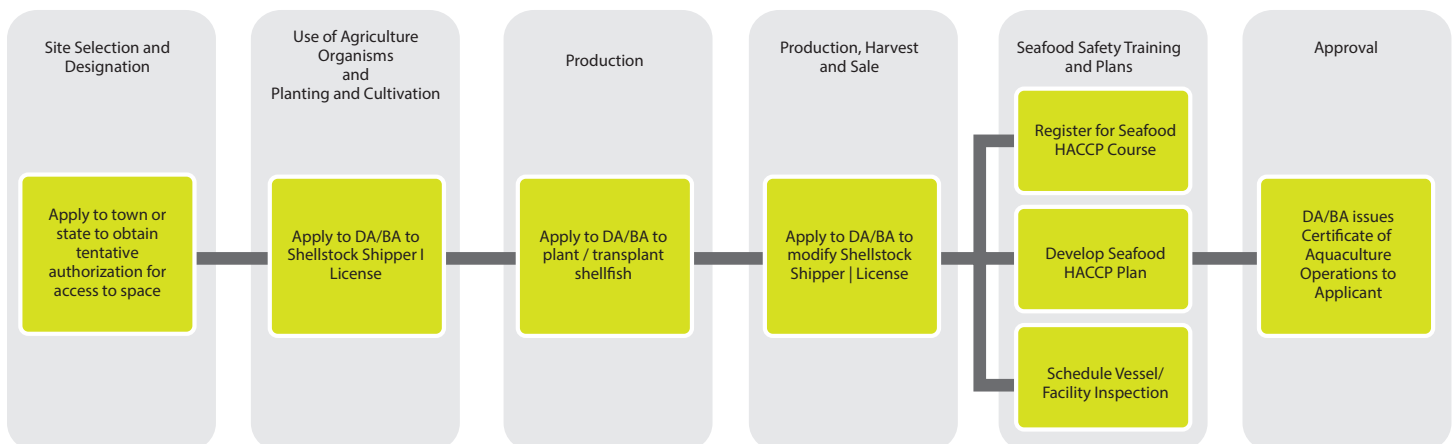 Site Selection and
Designation
Apply to town or
state to obtain
tentative
authorization for
access to space
Use of Agriculture
Organisms
and
Planting and Cultivation
Apply to DA/BA to
Shellstock Shipper I
License
Production
Apply to DA/BA to
plant / transplant
shellfish
Production, Harvest
and Sale
Apply to DA/BA to
modify Shellstock
Shipper | License
Seafood Safety Training
and Plans
Register for Seafood
HACCP Course
Develop Seafood
HACCP Plan
Schedule Vessel/
Facility Inspection
Approval
DA/BA issues
Certificate of
Aquaculture
Operations to
Applicant